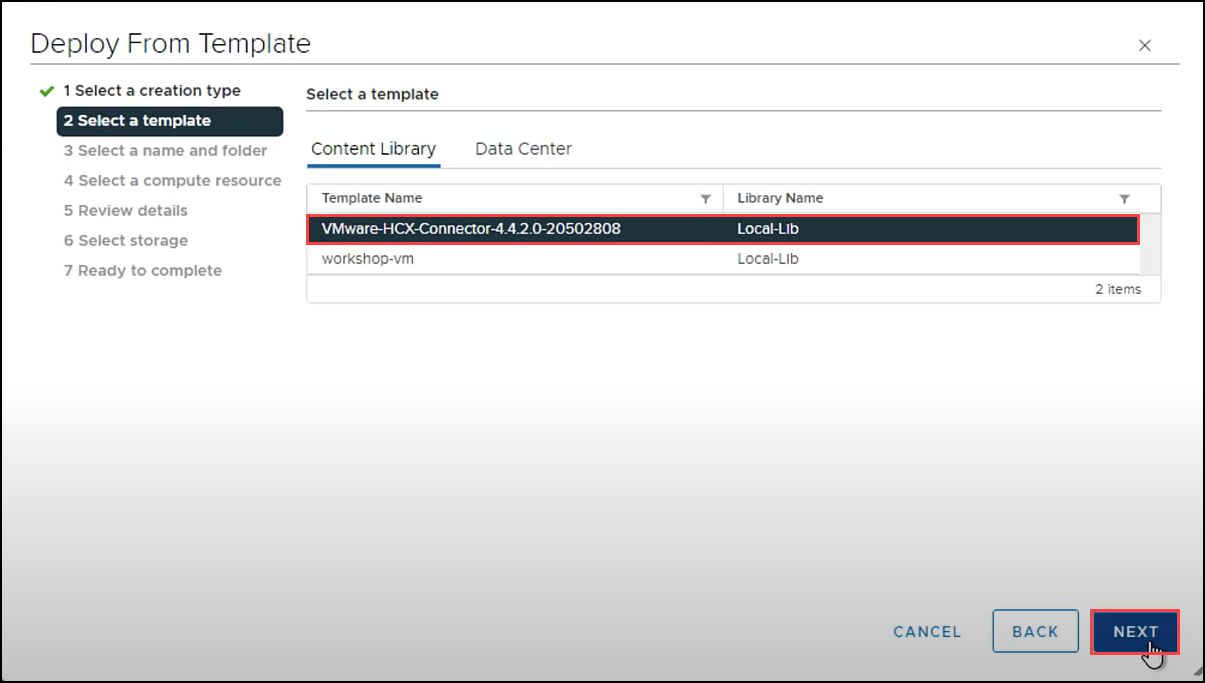 Deploy From Template
1 Select a creation type
2 Select a template
3 Select a name and folder
4 Select a compute resource
5 Review details
6 Select storage
7 Ready to complete
Select a template
Content Library Data Center
Template Name Library Name
VMware-HCX-Connector-4.4.2.0-20502808 Local-Lib
workshop-vm Local-Lib
2 items
CANCEL BACK NEXT